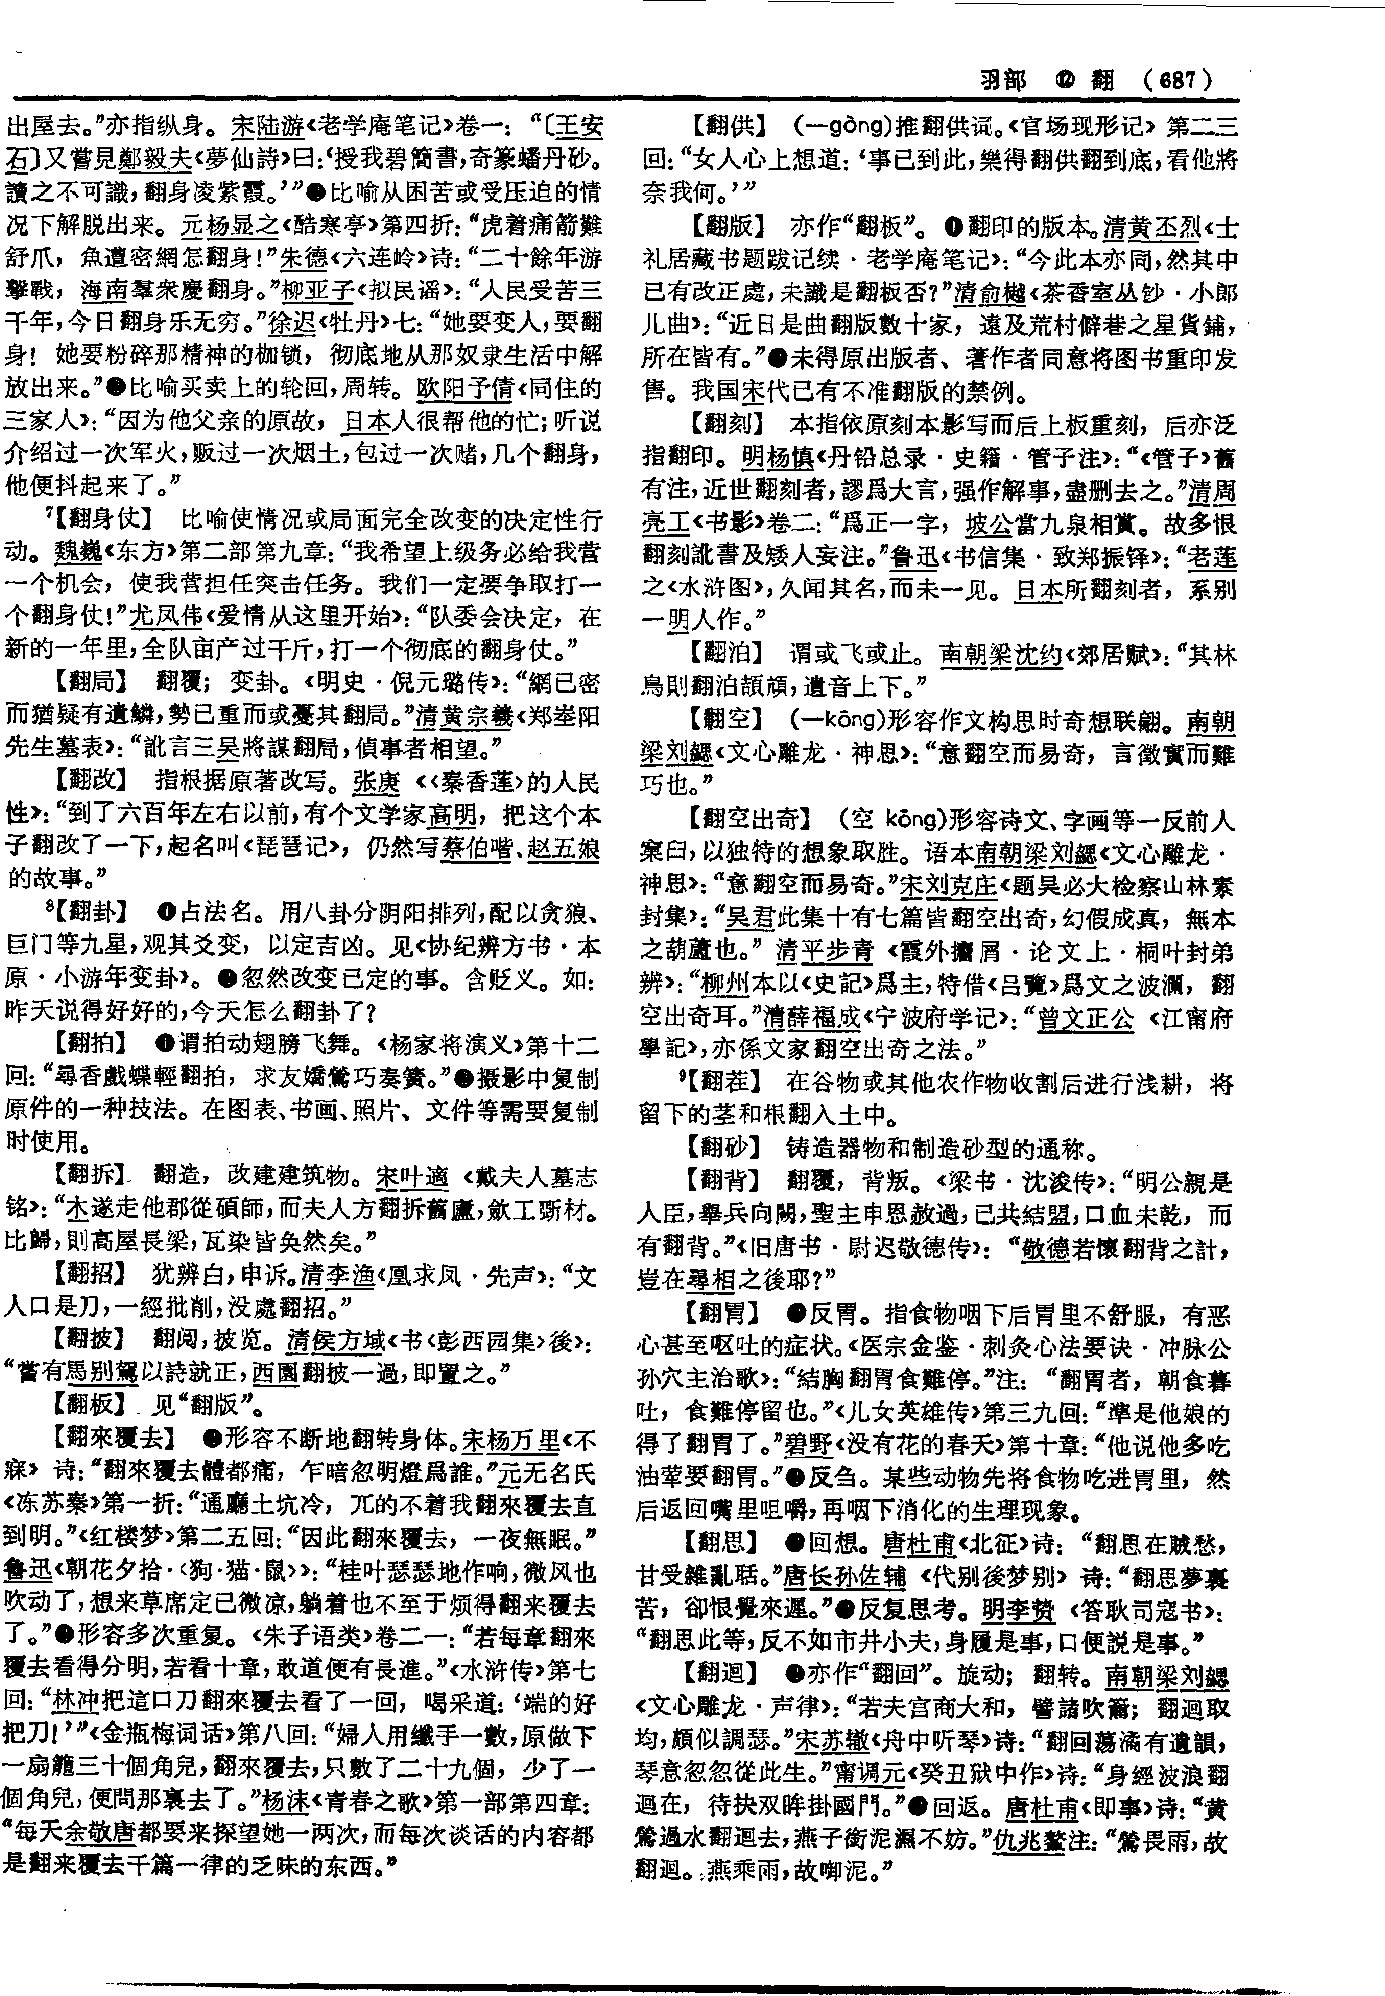 羽部 ⑫ 翻 (687)
出屋去。”亦指纵身。宋陆游《老学庵笔记》卷一：“〔王安
石〕又嘗見鄭毅夫《夢仙詩》曰：‘授我碧簡書，奇篆蟠丹砂。
讀之不可識，翻身凌紫霞。’”❸比喻从困苦或受压迫的情
况下解脱出来。元杨显之《酷寒亭》第四折：“虎着痛箭難
舒爪，魚遭密網怎翻身！”朱德《六连岭》诗：“二十餘年游
擊戰，海南羣衆慶翻身。”柳亚子《拟民谣》：“人民受苦三
千年，今日翻身乐无穷。”徐迟《牡丹》七：“她要变人，要翻
身！她要粉碎那精神的枷锁，彻底地从那奴隶生活中解
放出来。”❹比喻买卖上的轮回，周转。欧阳予倩《同住的
三家人》：“因为他父亲的原故，日本人很帮他的忙；听说
介绍过一次军火，贩过一次烟土，包过一次赌，几个翻身，
他便抖起来了。”
7【翻身仗】 比喻使情况或局面完全改变的决定性行
动。魏巍《东方》第二部第九章：“我希望上级务必给我营
一个机会，使我营担任突击任务。我们一定要争取打一
个翻身仗！”尤凤伟《爱情从这里开始》：“队委会决定，在
新的一年里，全队亩产过千斤，打一个彻底的翻身仗。”
【翻局】 翻覆；变卦。《明史·倪元璐传》：“網已密
而猶疑有遺鱗，勢已重而或憂其翻局。”清黄宗羲《郑峚阳
先生墓表》：“訛言三吴將謀翻局，偵事者相望。”
【翻改】 指根据原著改写。张庚《〈秦香莲〉的人民
性》：“到了六百年左右以前，有个文学家高明，把这个本
子翻改了一下，起名叫《琵琶记》，仍然写蔡伯喈、赵五娘
的故事。”
8【翻卦】 ❶占法名。用八卦分阴阳排列，配以贪狼、
巨门等九星，观其爻变，以定吉凶。见《协纪辨方书·本
原·小游年变卦》。❷忽然改变已定的事。含贬义。如：
昨天说得好好的，今天怎么翻卦了？
【翻拍】 ❶谓拍动翅膀飞舞。《杨家将演义》第十二
回：“尋香戲蝶輕翻拍，求友嬌鶯巧奏簧。”❷摄影中复制
原件的一种技法。在图表、书画、照片、文件等需要复制
时使用。
【翻拆】 翻造，改建建筑物。宋叶適《戴夫人墓志
铭》：“木遂走他郡從碩師，而夫人方翻拆舊廬，斂工斲材。
比歸，則高屋長梁，瓦染皆奂然矣。”
【翻招】 犹辨白，申诉。清李渔《凰求凤·先声》：“文
人口是刀，一經批削，没處翻招。”
【翻披】 翻阅，披览。清侯方域《书〈彭西园集〉後》：
“嘗有馬别駕以詩就正，西園翻披一過，即置之。”
【翻板】 见“翻版”。
【翻來覆去】 ❶形容不断地翻转身体。宋杨万里《不
寐》诗：“翻來覆去體都痛，乍暗忽明燈爲誰。”元无名氏
《冻苏秦》第一折：“通廳土坑冷，兀的不着我翻來覆去直
到明。”《红楼梦》第二五回：“因此翻來覆去，一夜無眠。”
鲁迅《朝花夕拾·〈狗·猫·鼠〉》：“桂叶瑟瑟地作响，微风也
吹动了，想来草席定已微凉，躺着也不至于烦得翻来覆去
了。”❷形容多次重复。《朱子语类》卷二一：“若每章翻來
覆去看得分明，若看十章，敢道便有長進。”《水浒传》第七
回：“林冲把這口刀翻來覆去看了一回，喝采道：‘端的好
把刀！’”《金瓶梅词话》第八回：“婦人用纖手一數，原做下
一扇籠三十個角兒，翻來覆去，只數了二十九個，少了一
個角兒，便問那裏去了。”杨沫《青春之歌》第一部第四章：
“每天余敬唐都要来探望她一两次，而每次谈话的内容都
是翻来覆去千篇一律的乏味的东西。”
【翻供】 （—gòng）推翻供词。《官场现形记》第二三
回：“女人心上想道：‘事已到此，樂得翻供翻到底，看他將
奈我何。’”
【翻版】 亦作“翻板”。❶翻印的版本。清黄丕烈《士
礼居藏书题跋记续·老学庵笔记》：“今此本亦同，然其中
已有改正處，未識是翻板否？”清俞樾《茶香室丛钞·小郎
儿曲》：“近日是曲翻版數十家，遠及荒村僻巷之星貨鋪，
所在皆有。”❷未得原出版者、著作者同意将图书重印发
售。我国宋代已有不准翻版的禁例。
【翻刻】 本指依原刻本影写而后上板重刻，后亦泛
指翻印。明杨慎《丹铅总录·史籍·管子注》：“《管子》舊
有注，近世翻刻者，謬爲大言，强作解事，盡删去之。”清周
亮工《书影》卷二：“爲正一字，坡公當九泉相賞。故多恨
翻刻訛書及矮人妄注。”鲁迅《书信集·致郑振铎》：“老莲
之《水浒图》，久闻其名，而未一见。日本所翻刻者，系别
一明人作。”
【翻泊】 谓或飞或止。南朝梁沈约《郊居赋》：“其林
鳥則翻泊頡頏，遺音上下。”
【翻空】 （—kōng）形容作文构思时奇想联翩。南朝
梁刘勰《文心雕龙·神思》：“意翻空而易奇，言徵實而難
巧也。”
【翻空出奇】 （空 kōng）形容诗文、字画等一反前人
窠臼，以独特的想象取胜。语本南朝梁刘勰《文心雕龙·
神思》：“意翻空而易奇。”宋刘克庄《题吴必大检察山林素
封集》：“吴君此集十有七篇皆翻空出奇，幻假成真，無本
之葫蘆也。”清平步青《霞外攟屑·论文上·桐叶封弟
辨》：“柳州本以《史記》爲主，特借《吕覽》爲文之波瀾，翻
空出奇耳。”清薛福成《宁波府学记》：“曾文正公《江甯府
學記》，亦係文家翻空出奇之法。”
9【翻茬】 在谷物或其他农作物收割后进行浅耕，将
留下的茎和根翻入土中。
【翻砂】 铸造器物和制造砂型的通称。
【翻背】 翻覆，背叛。《梁书·沈浚传》：“明公親是
人臣，舉兵向闕，聖主申恩赦過，已共結盟，口血未乾，而
有翻背。”《旧唐书·尉迟敬德传》：“敬德若懷翻背之計，
豈在尋相之後耶？”
【翻胃】 ❶反胃。指食物咽下后胃里不舒服，有恶
心甚至呕吐的症状。《医宗金鉴·刺灸心法要诀·冲脉公
孙穴主治歌》：“結胸翻胃食難停。”注：“翻胃者，朝食暮
吐，食難停留也。”《儿女英雄传》第三九回：“準是他娘的
得了翻胃了。”碧野《没有花的春天》第十章：“他说他多吃
油荤要翻胃。”❷反刍。某些动物先将食物吃进胃里，然
后返回嘴里咀嚼，再咽下消化的生理现象。
【翻思】 ❶回想。唐杜甫《北征》诗：“翻思在贼愁，
甘受雜亂聒。”唐长孙佐辅《代别後梦别》诗：“翻思夢裏
苦，卻恨覺來遲。”❷反复思考。明李贽《答耿司寇书》：
“翻思此等，反不如市井小夫，身履是事，口便説是事。”
【翻迴】 ❶亦作“翻回”。旋动；翻转。南朝梁刘勰
《文心雕龙·声律》：“若夫宫商大和，譬諸吹籥；翻迴取
均，頗似調瑟。”宋苏辙《舟中听琴》诗：“翻回蕩潏有遺韻，
琴意忽忽從此生。”甯调元《癸丑狱中作》诗：“身經波浪翻
迴在，待抉双眸掛國門。”❷回返。唐杜甫《即事》诗：“黄
鶯過水翻迴去，燕子銜泥濕不妨。”仇兆鳌注：“鶯畏雨，故
翻迴。燕乘雨，故啣泥。”